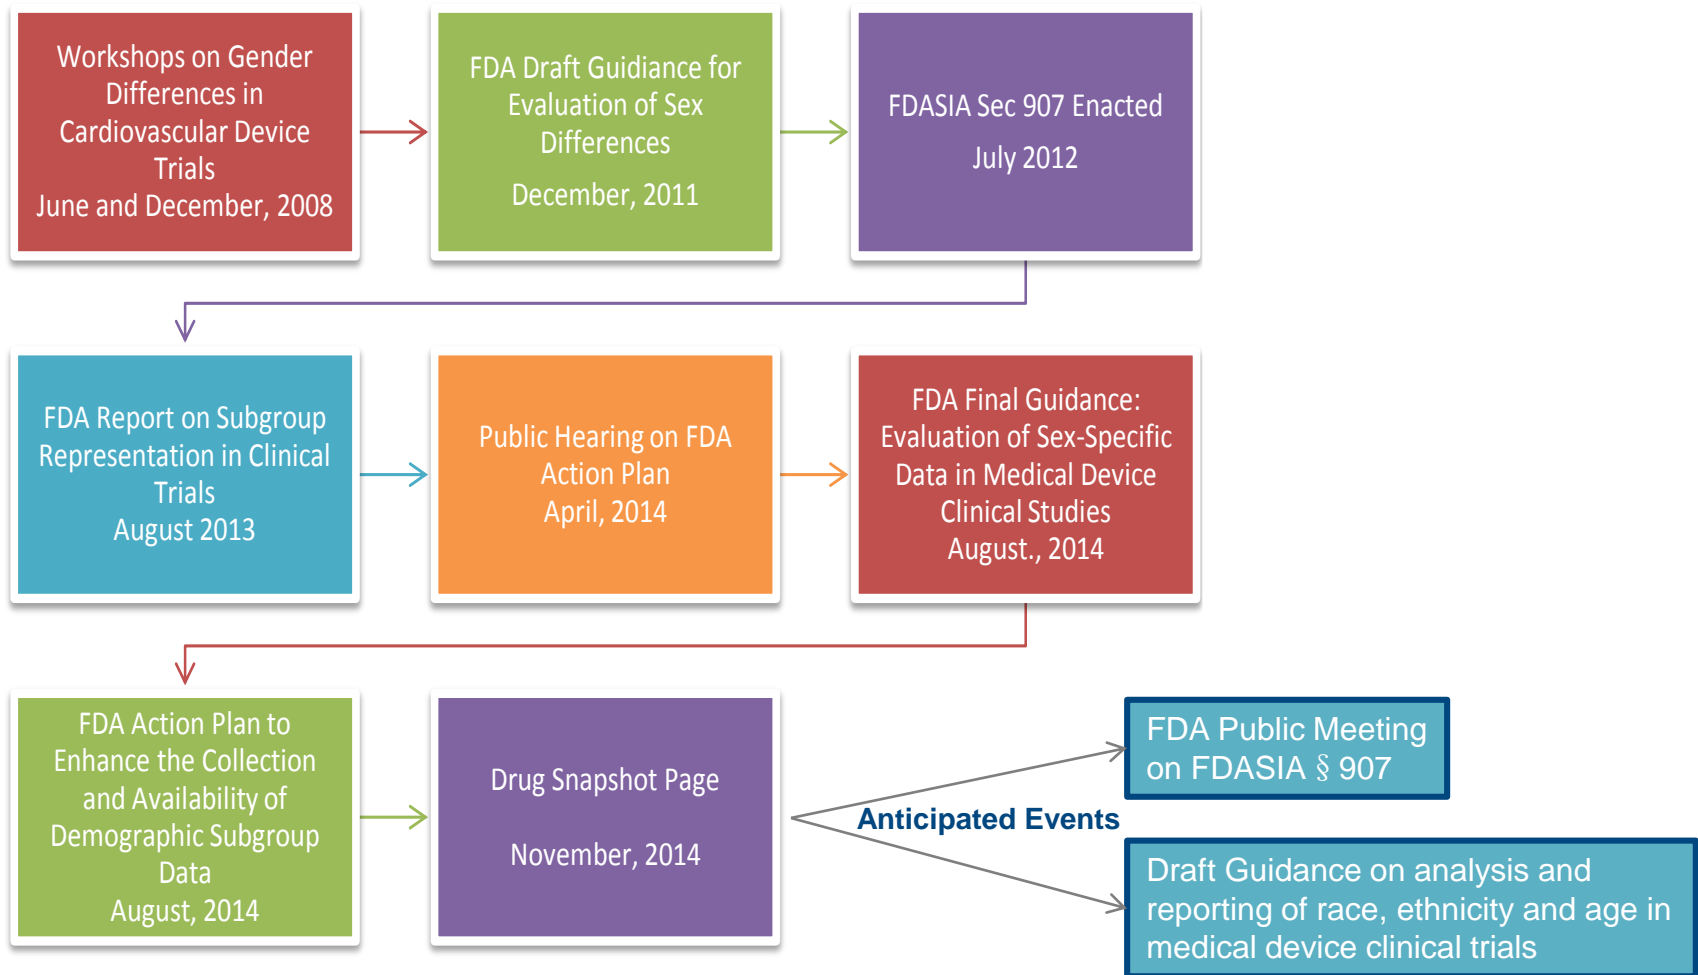 Workshops on Gender
Differences in
Cardiovascular Device
Trials
June and December, 2008
FDA Draft Guidiance for
Evaluation of Sex
Differences
December, 2011
FDASIA Sec 907 Enacted
July 2012
FDA Report on Subgroup
Representation in Clinical
Trials
August 2013
Public Hearing on FDA
Action Plan
April, 2014
FDA Final Guidance:
Evaluation of Sex-Specific
Data in Medical Device
Clinical Studies
August., 2014
FDA Action Plan to
Enhance the Collection
and Availability of
Demographic Subgroup
Data
August, 2014
Drug Snapshot Page
November, 2014
Anticipated Events
FDA Public Meeting
on FDASIA § 907
Draft Guidance on analysis and
reporting of race, ethnicity and age in
medical device clinical trials